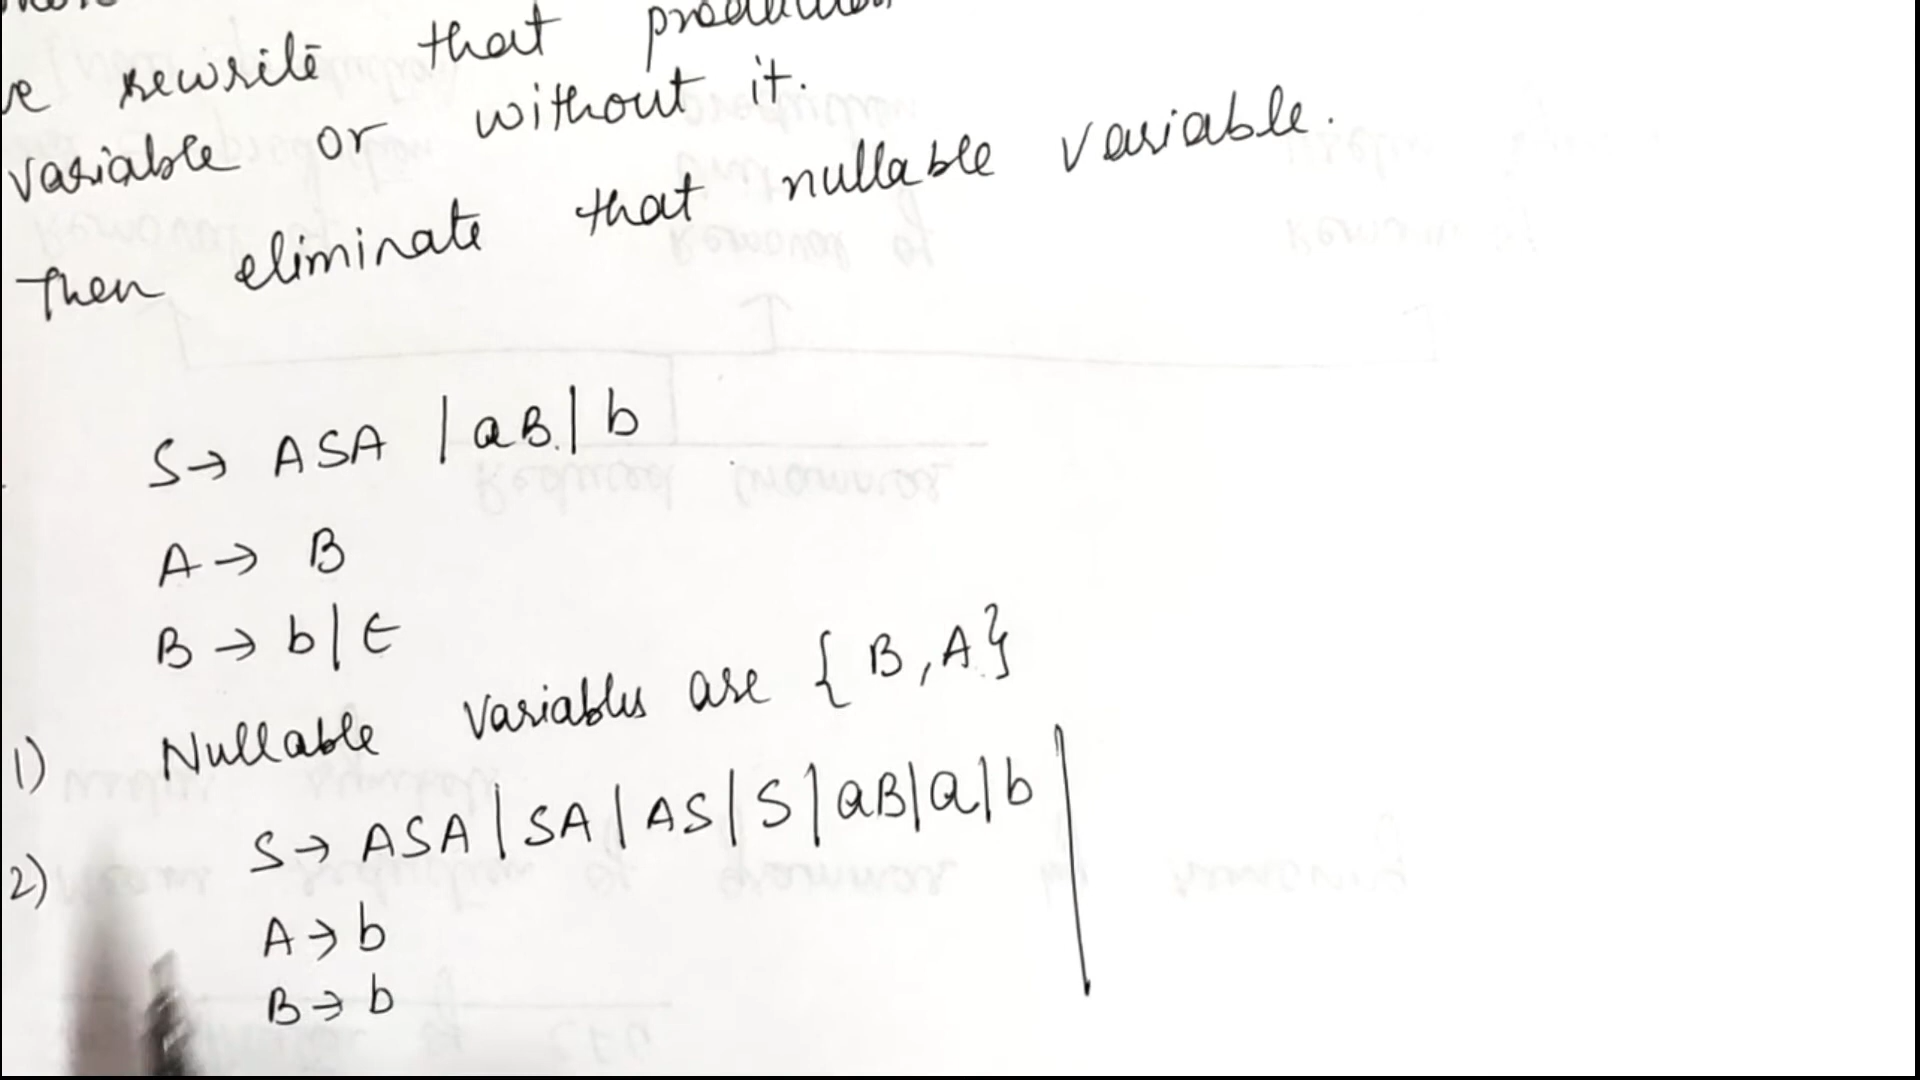 rewrite that
variable or without it.
Then eliminate that nullable variable.
S → ASA | aB | b
A → B
B → b | ∈
1) Nullable variables are { B, A }
2) S → ASA | SA | AS | S | aB | a | b
A → b
B → b